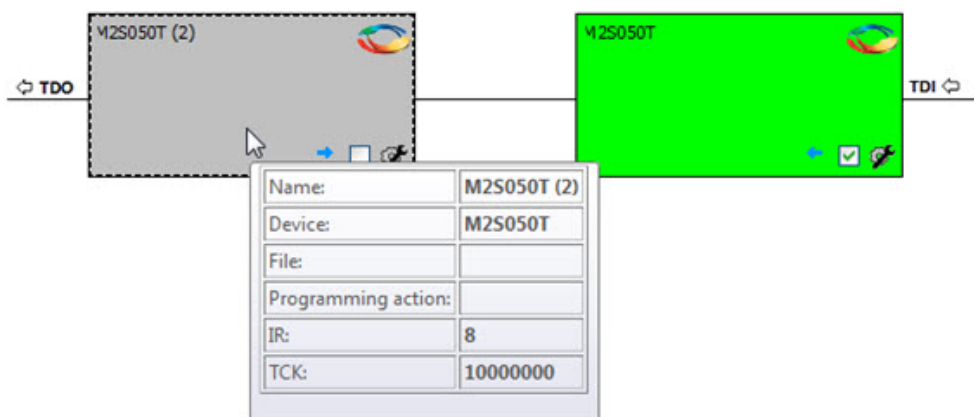 M2S050T (2)
M2S050T
TDO
TDI
Name: M2S050T (2)
Device: M2S050T
File:
Programming action:
IR: 8
TCK: 10000000